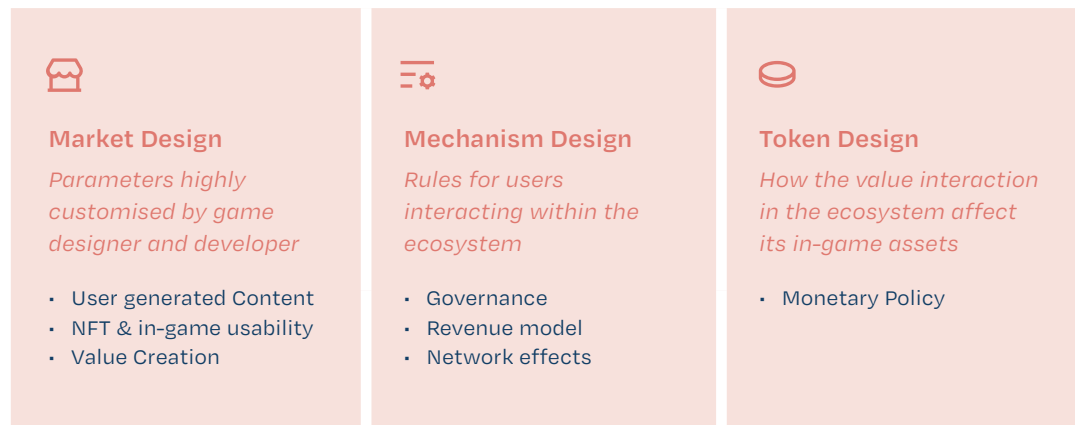 Market Design
Parameters highly
customised by game
designer and developer
• User generated Content
• NFT & in-game usability
• Value Creation
Mechanism Design
Rules for users
interacting within the
ecosystem
• Governance
• Revenue model
• Network effects
Token Design
How the value interaction
in the ecosystem affect
its in-game assets
• Monetary Policy